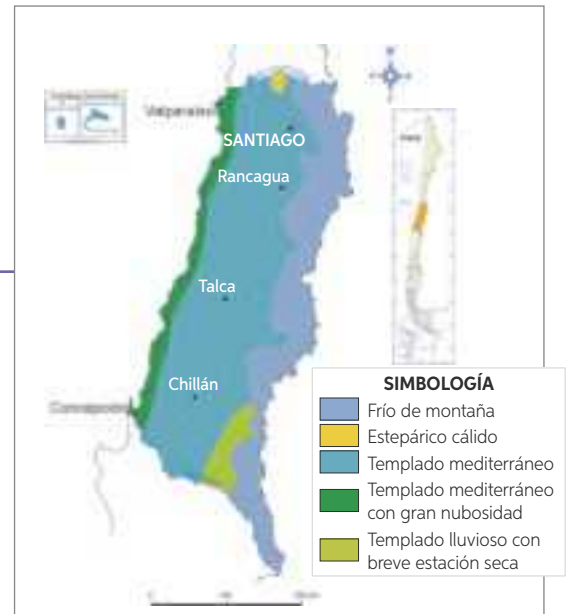 Valparaíso
SANTIAGO
Rancagua
Talca
Chillán
Concepción
SIMBOLOGÍA
Frío de montaña
Estepárico cálido
Templado mediterráneo
Templado mediterráneo
con gran nubosidad
Templado lluvioso con
breve estación seca